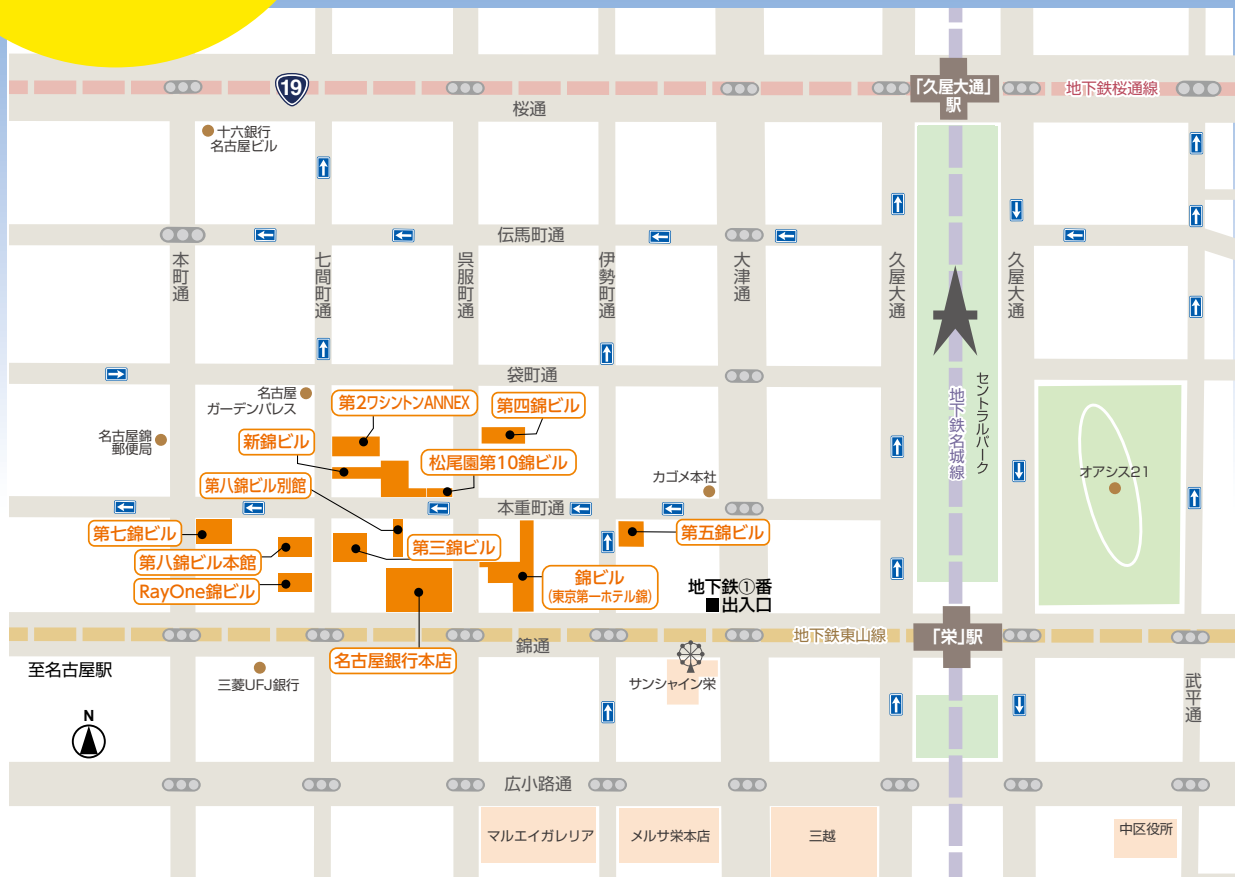 19
「久屋大通」
駅
地下鉄桜通線
桜通
十六銀行
名古屋ビル
伝馬町通
本町通
七間町通
呉服町通
伊勢町通
大津通
久屋大通
久屋大通
袋町通
名古屋
ガーデンパレス
第2ワシントンANNEX
第四錦ビル
セントラルパーク
地下鉄名城線
名古屋錦
郵便局
新錦ビル
松尾園第10錦ビル
カゴメ本社
オアシス21
第八錦ビル別館
本重町通
第七錦ビル
第八錦ビル本館
第三錦ビル
第五錦ビル
RayOne錦ビル
錦ビル
(東京第一ホテル錦)
地下鉄①番
■出入口
地下鉄東山線
「栄」駅
錦通
名古屋銀行本店
至名古屋駅
三菱UFJ銀行
サンシャイン栄
武平通
N
広小路通
マルエイガレリア
メルサ栄本店
三越
中区役所